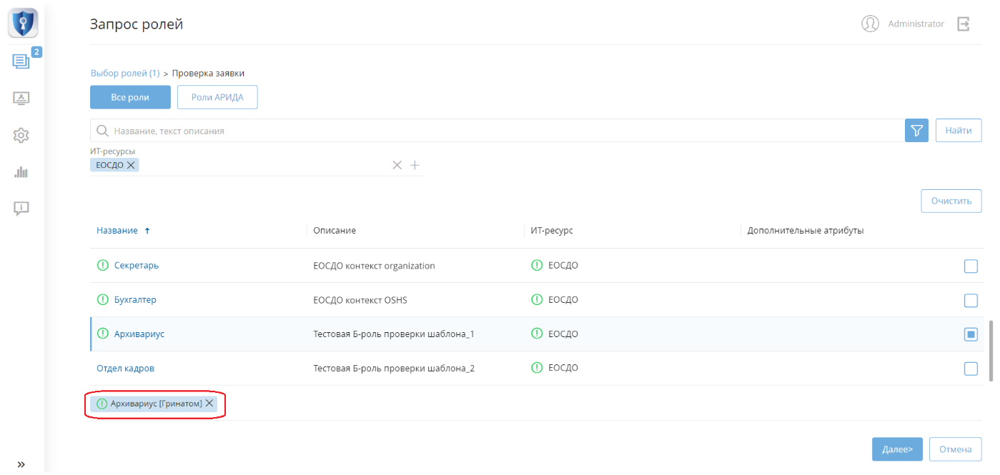 Запрос ролей
Administrator
2
Выбор ролей (1) > Проверка заявки
Все роли
Роли АРИДА
Название, текст описания
Найти
ИТ-ресурсы
ЕОСДО
Очистить
Название Описание ИТ-ресурс Дополнительные атрибуты
Секретарь ЕОСДО контекст organization ЕОСДО
Бухгалтер ЕОСДО контекст OSHS ЕОСДО
Архивариус Тестовая Б-роль проверки шаблона_1 ЕОСДО
Отдел кадров Тестовая Б-роль проверки шаблона_2 ЕОСДО
Архивариус [Гринатом]
Далее>
Отмена